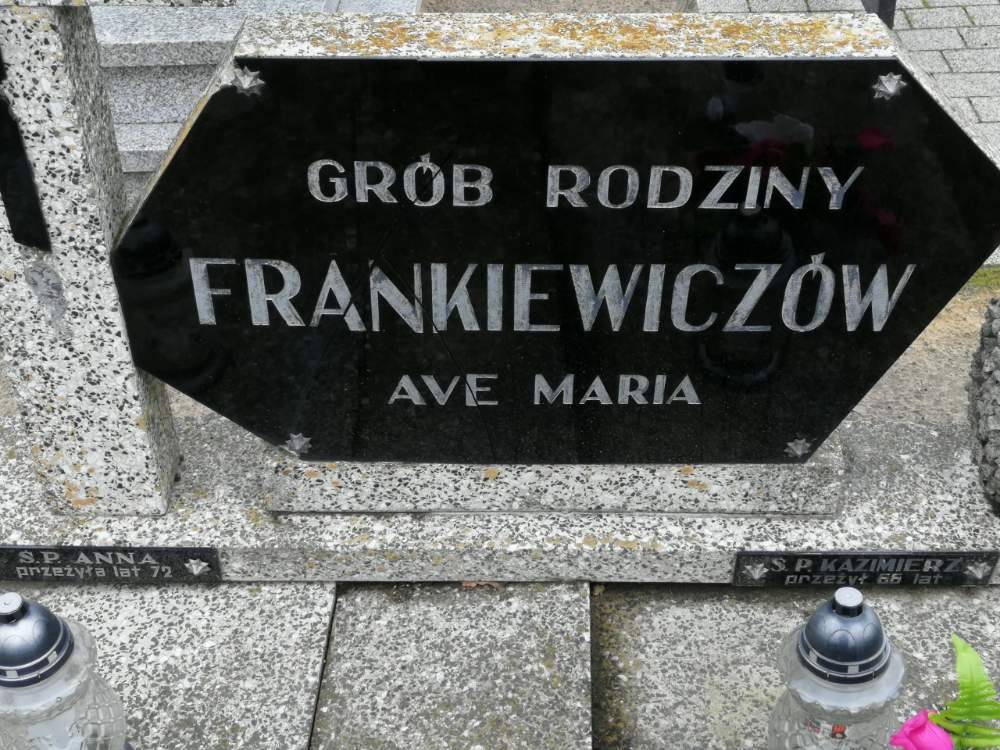 GRÓB RODZINY
FRANKIEWICZÓW
AVE MARIA
Ś.P. ANNA
przeżyła lat 72
Ś.P. KAZIMIERZ
przeżył 66 lat